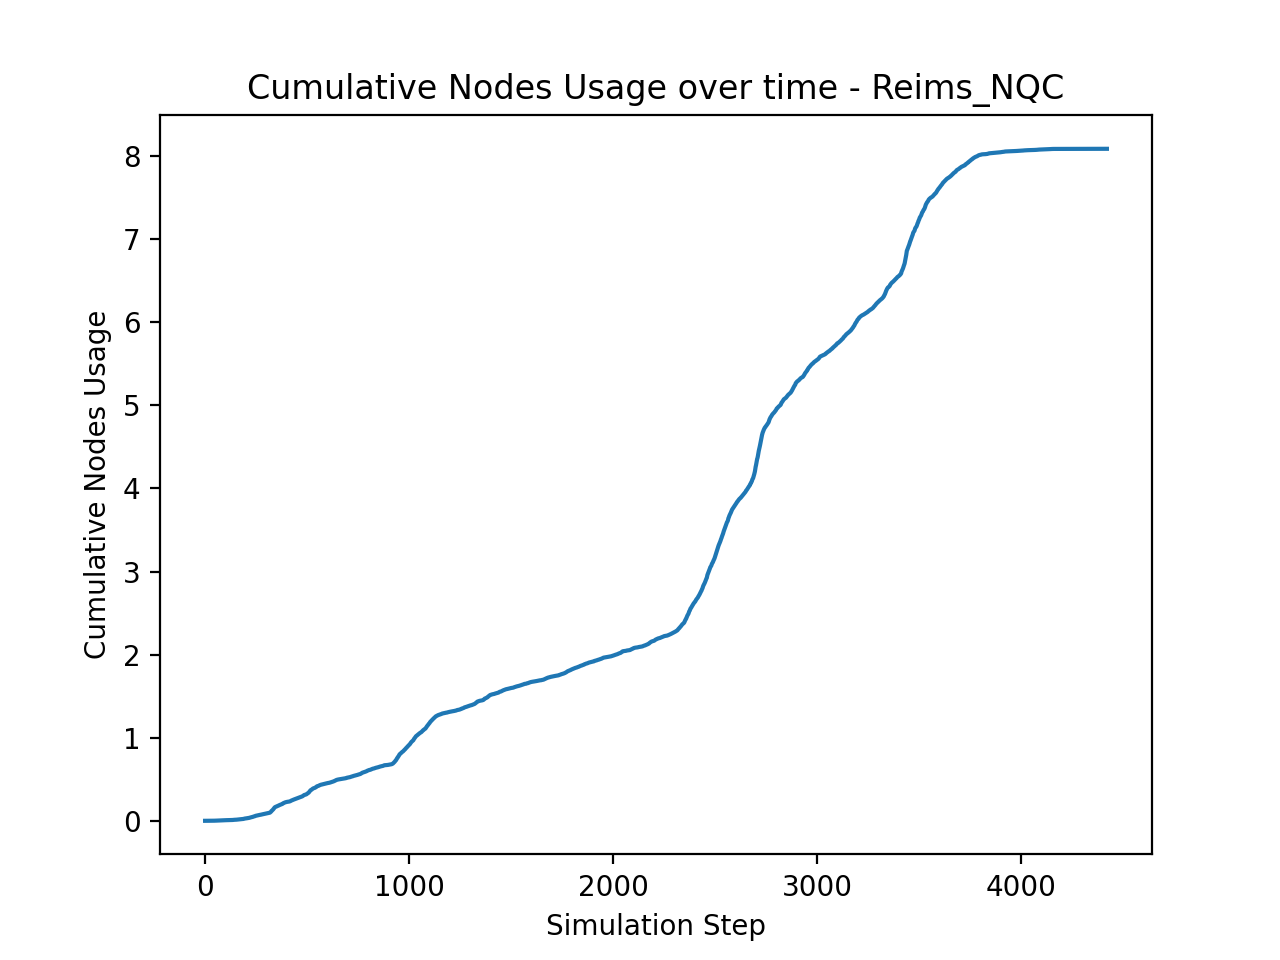 Cumulative Nodes Usage over time - Reims_NQC
8
7
6
5
4
3
2
1
0
Cumulative Nodes Usage
0 1000 2000 3000 4000
Simulation Step